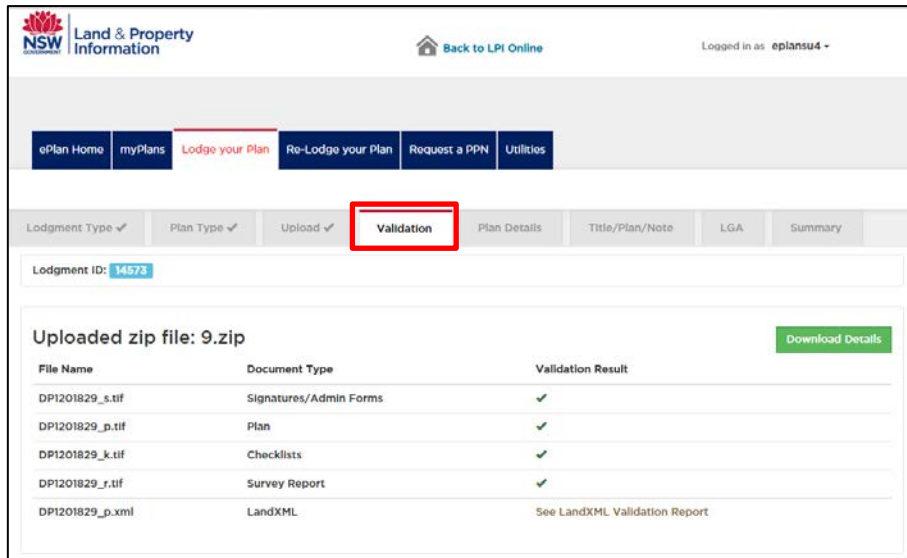 NSW
GOVERNMENT
Land & Property
Information
Back to LPI Online
Logged in as eplansu4
ePlan Home myPlans Lodge your Plan Re-Lodge your Plan Request a PPN Utilities
Lodgment Type ✔ Plan Type ✔ Upload ✔ Validation Plan Details Title/Plan/Note LGA Summary
Lodgment ID: 14573
Uploaded zip file: 9.zip
Download Details
File Name Document Type Validation Result
DP1201829_s.tif Signatures/Admin Forms ✔
DP1201829_p.tif Plan ✔
DP1201829_k.tif Checklists ✔
DP1201829_r.tif Survey Report ✔
DP1201829_p.xml LandXML See LandXML Validation Report